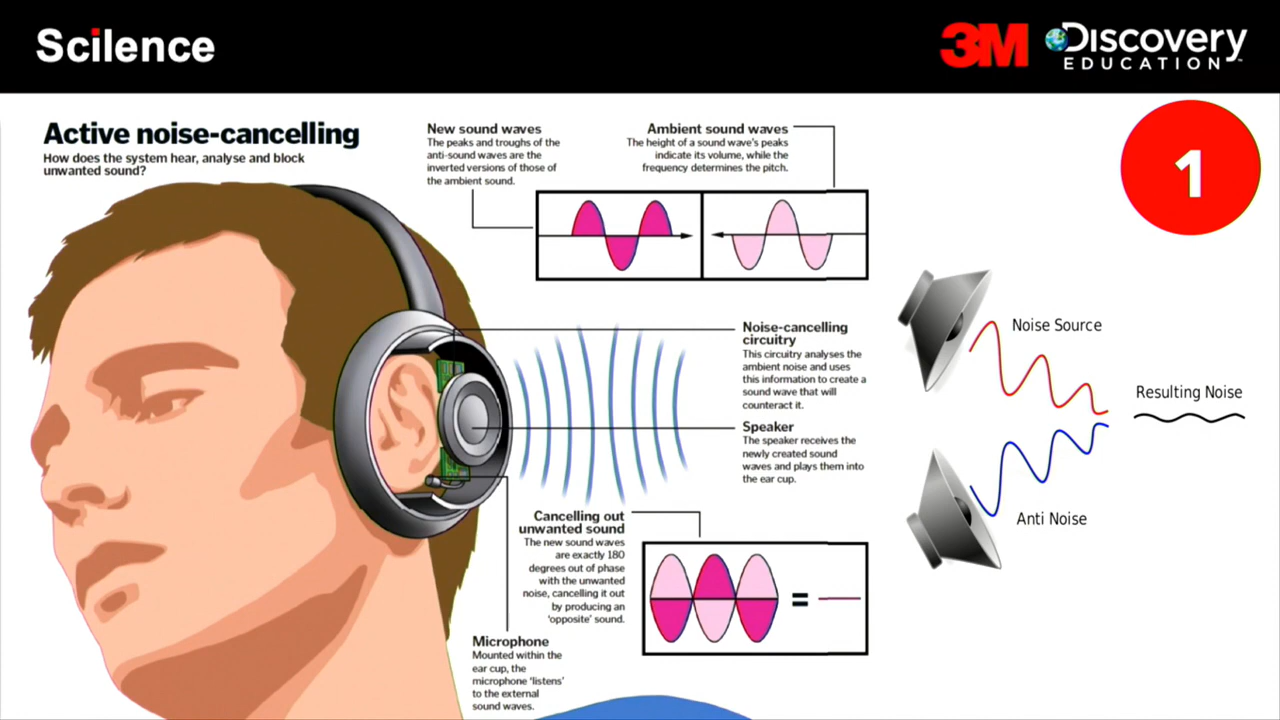 Scilence
3M
Discovery
EDUCATION
Active noise-cancelling
How does the system hear, analyse and block
unwanted sound?
New sound waves
The peaks and troughs of the
anti-sound waves are the
inverted versions of those of
the ambient sound.
Ambient sound waves
The height of a sound wave's peaks
indicate its volume, while the
frequency determines the pitch.
1
Noise-cancelling
circuitry
This circuitry analyses the
ambient noise and uses
this information to create a
sound wave that will
counteract it.
Speaker
The speaker receives the
newly created sound
waves and plays them into
the ear cup.
Cancelling out
unwanted sound
The new sound waves
are exactly 180
degrees out of phase
with the unwanted
noise, cancelling it out
by producing an
'opposite' sound.
=
Microphone
Mounted within the
ear cup, the
microphone 'listens'
to the external
sound waves.
Noise Source
Resulting Noise
Anti Noise